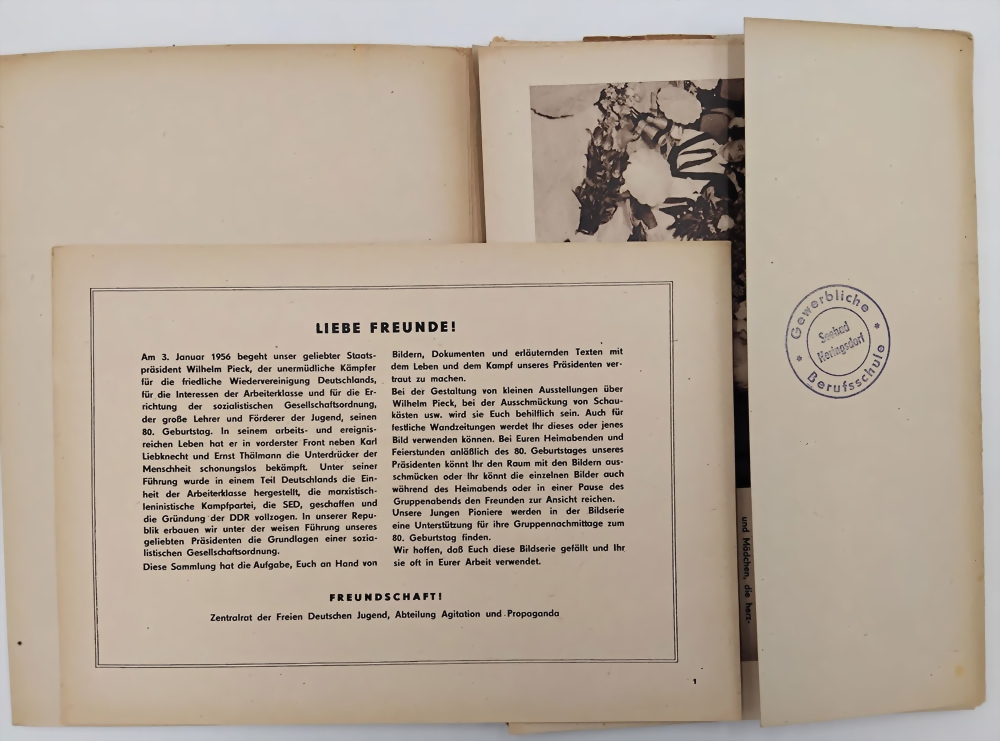 LIEBE FREUNDE!
Am 3. Januar 1956 begeht unser geliebter Staats-
präsident Wilhelm Pieck, der unermüdliche Kämpfer
für die friedliche Wiedervereinigung Deutschlands,
für die Interessen der Arbeiterklasse und für die Er-
richtung der sozialistischen Gesellschaftsordnung,
der große Lehrer und Förderer der Jugend, seinen
80. Geburtstag. In seinem arbeits- und ereignis-
reichen Leben hat er in vorderster Front neben Karl
Liebknecht und Ernst Thälmann die Unterdrücker der
Menschheit schonungslos bekämpft. Unter seiner
Führung wurde in einem Teil Deutschlands die Ein-
heit der Arbeiterklasse hergestellt, die marxistisch-
leninistische Kampfpartei, die SED, geschaffen und
die Gründung der DDR vollzogen. In unserer Repu-
blik erbauen wir unter der weisen Führung unseres
geliebten Präsidenten die Grundlagen einer sozia-
listischen Gesellschaftsordnung.
Diese Sammlung hat die Aufgabe, Euch an Hand von
Bildern, Dokumenten und erläuternden Texten mit
dem Leben und dem Kampf unseres Präsidenten ver-
traut zu machen.
Bei der Gestaltung von kleinen Ausstellungen über
Wilhelm Pieck, bei der Ausschmückung von Schau-
kästen usw. wird sie Euch behilflich sein. Auch für
festliche Wandzeitungen werdet Ihr dieses oder jenes
Bild verwenden können. Bei Euren Heimabenden und
Feierstunden anläßlich des 80. Geburtstages unseres
Präsidenten könnt Ihr den Raum mit den Bildern aus-
schmücken oder Ihr könnt die einzelnen Bilder auch
während des Heimabends oder in einer Pause des
Gruppenabends den Freunden zur Ansicht reichen.
Unsere Jungen Pioniere werden in der Bildserie
eine Unterstützung für ihre Gruppennachmittage zum
80. Geburtstag finden.
Wir hoffen, daß Euch diese Bildserie gefällt und Ihr
sie oft in Eurer Arbeit verwendet.
FREUNDSCHAFT!
Zentralrat der Freien Deutschen Jugend, Abteilung Agitation und Propaganda
1
und Mädchen, die herz-
Gewerbliche
Seebad
Heringsdorf
Berufsschule